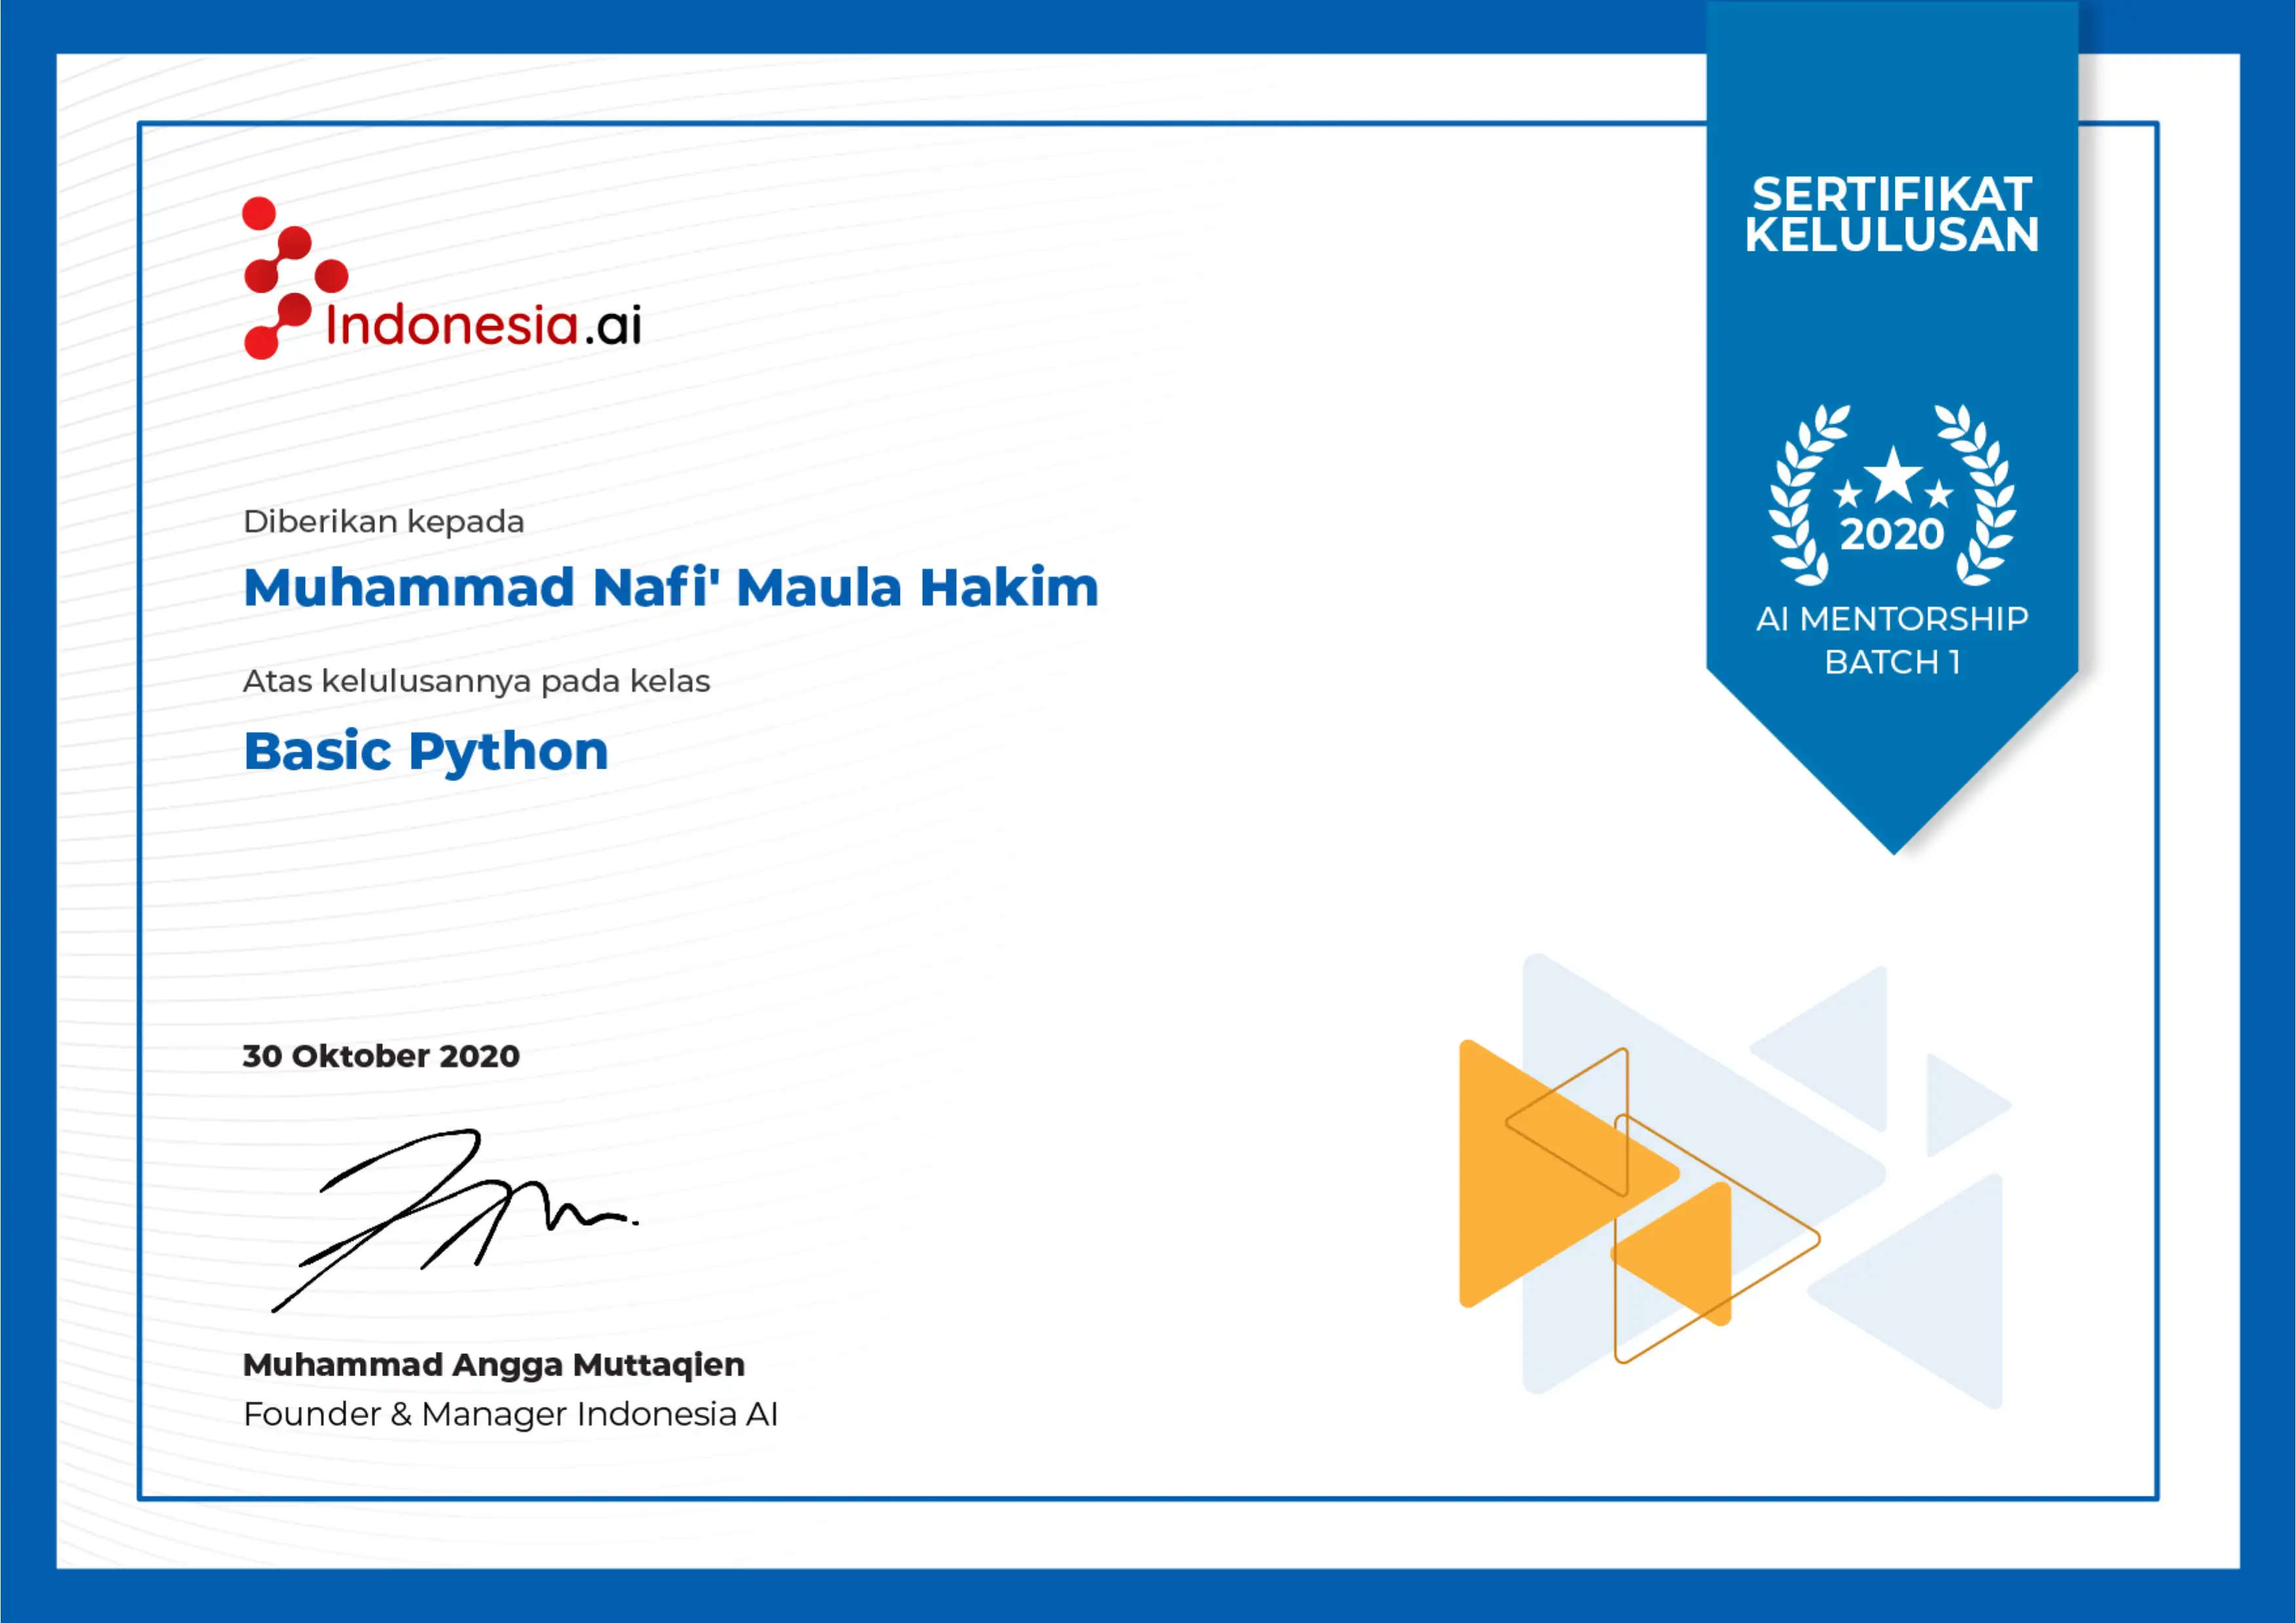 Indonesia.ai
Diberikan kepada
Muhammad Nafi' Maula Hakim
Atas kelulusannya pada kelas
Basic Python
30 Oktober 2020
Muhammad Angga Muttaqien
Founder & Manager Indonesia AI
SERTIFIKAT
KELULUSAN
2020
AI MENTORSHIP
BATCH 1